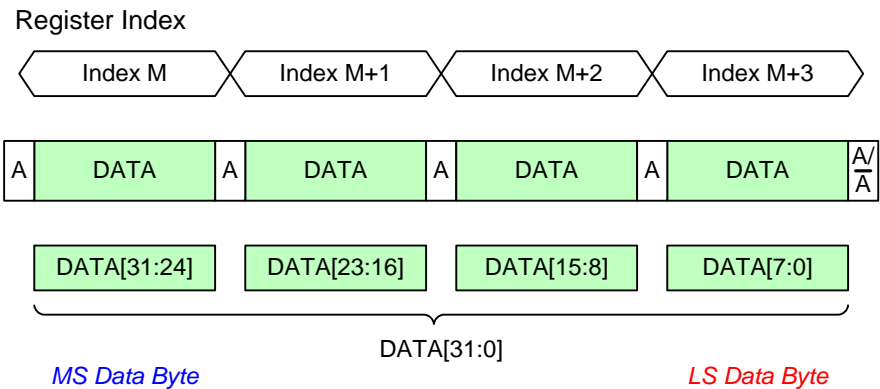 Register Index
Index M Index M+1 Index M+2 Index M+3
A DATA A DATA A DATA A DATA A/
A
DATA[31:24] DATA[23:16] DATA[15:8] DATA[7:0]
DATA[31:0]
MS Data Byte LS Data Byte